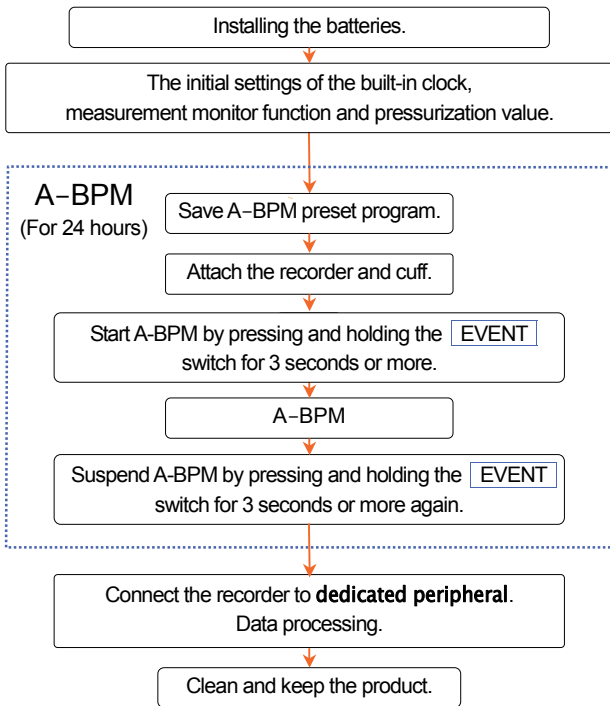 Installing the batteries.
The initial settings of the built-in clock,
measurement monitor function and pressurization value.
A-BPM
(For 24 hours)
Save A-BPM preset program.
Attach the recorder and cuff.
Start A-BPM by pressing and holding the EVENT
switch for 3 seconds or more.
A-BPM
Suspend A-BPM by pressing and holding the EVENT
switch for 3 seconds or more again.
Connect the recorder to dedicated peripheral.
Data processing.
Clean and keep the product.